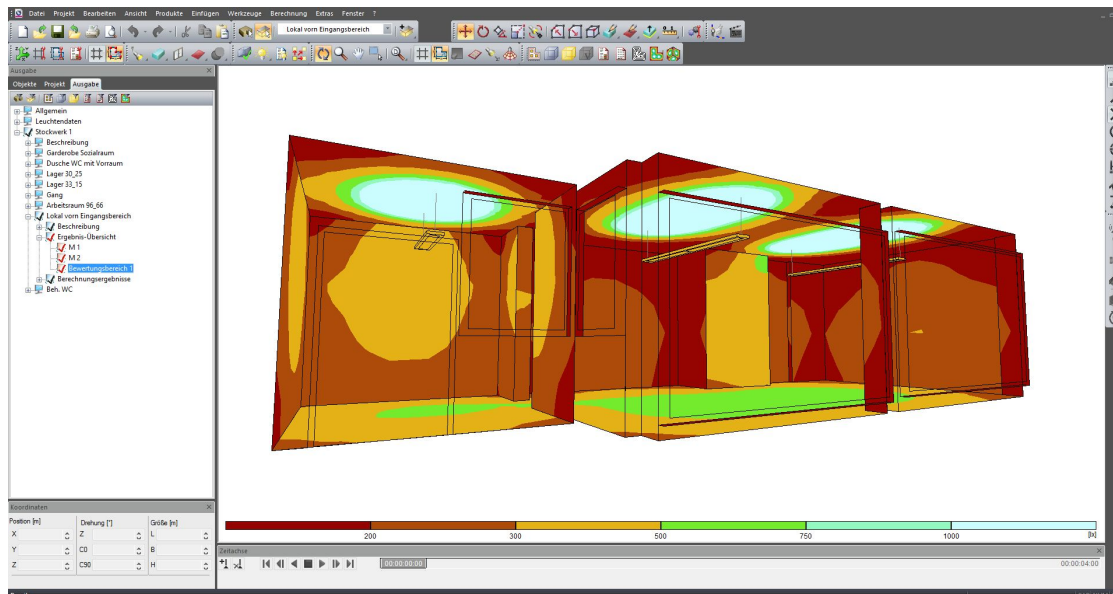 Datei Projekt Bearbeiten Ansicht Produkte Einfügen Werkzeuge Berechnung Extras Fenster ?
Lokal vorn Eingangsbereich
Ausgabe
Objekte Projekt Ausgabe
Allgemein
Leuchtendaten
Stockwerk 1
Beschreibung
Garderobe Sozialraum
Dusche WC mit Vorraum
Lager 30_25
Lager 33_15
Gang
Arbeitsraum 96_66
Lokal vorn Eingangsbereich
Beschreibung
Ergebnis-Übersicht
M 1
M 2
Bewertungsbereich 1
Berechnungsergebnisse
Beh. WC
Koordinaten
Position [m] Drehung [°] Größe [m]
X Z L
Y C0 B
Z C90 H
200 300 500 750 1000 [lx]
Zeitachse
00:00:00:00 00:00:04:00